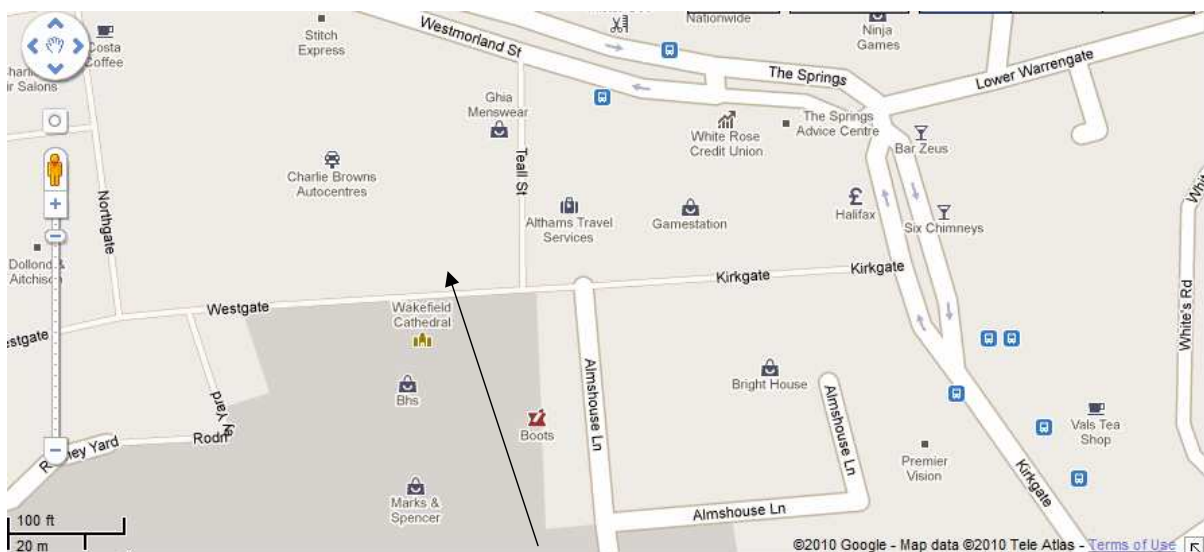 Nationwide
Ninja
Games
Stitch
Express
Costa
Coffee
Westmorland St
The Springs
Lower Warrengate
ir Salons
Ghia
Menswear
White Rose
Credit Union
The Springs
Advice Centre
Bar Zeus
Charlie Browns
Autocentres
Teall St
Northgate
Althams Travel
Services
Gamestation
Halifax
Six Chimneys
Dollond &
Aitchison
Kirkgate
Kirkgate
Westgate
Wakefield
Cathedral
estgate
White's Rd
Bhs
Bright House
Almshouse Ln
Almshouse Ln
Boots
Vals Tea
Shop
Premier
Vision
Marks &
Spencer
Almshouse Ln
Kirkgate
100 ft
20 m
©2010 Google - Map data ©2010 Tele Atlas - Terms of Use